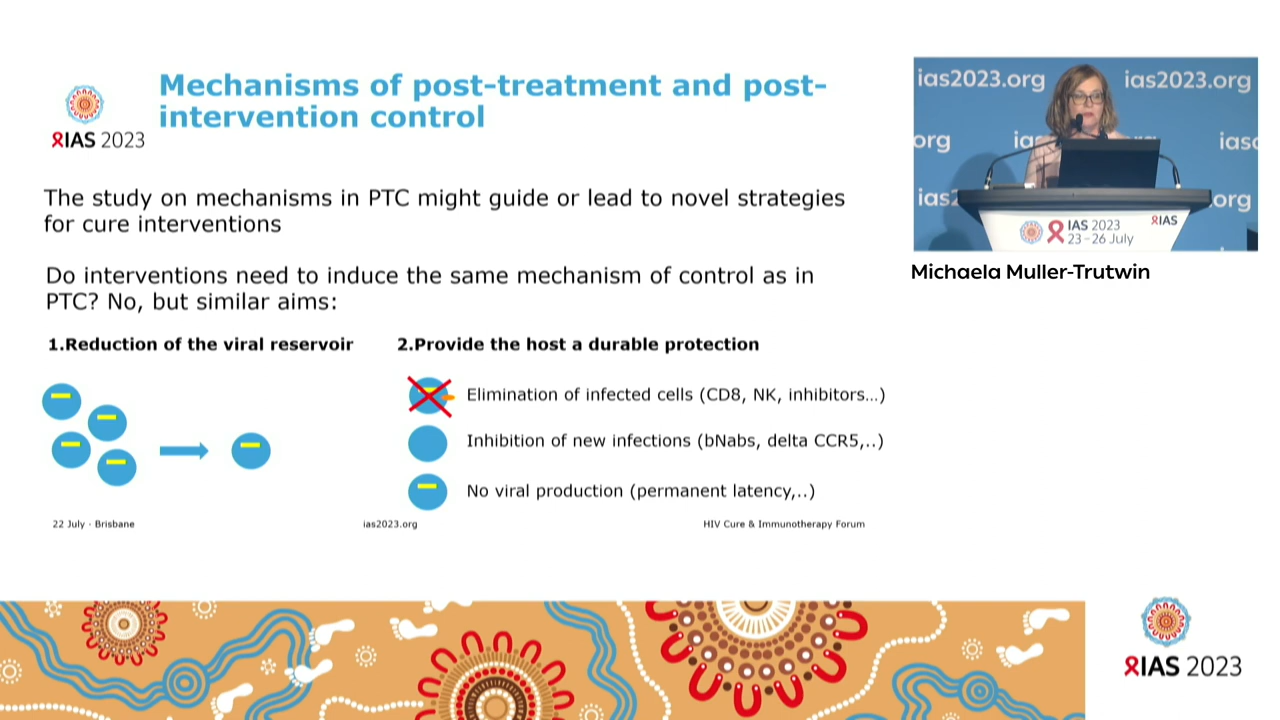 Mechanisms of post-treatment and post-
intervention control
IAS 2023
The study on mechanisms in PTC might guide or lead to novel strategies
for cure interventions
Do interventions need to induce the same mechanism of control as in
PTC? No, but similar aims:
1.Reduction of the viral reservoir
2.Provide the host a durable protection
Elimination of infected cells (CD8, NK, inhibitors...)
Inhibition of new infections (bNabs, delta CCR5,..)
No viral production (permanent latency,..)
22 July · Brisbane
ias2023.org
HIV Cure & Immunotherapy Forum
ias2023.org
ias2023.org
org
ia
ias
ias2
.org
IAS 2023
23–26 July
IAS
Michaela Muller-Trutwin
IAS 2023